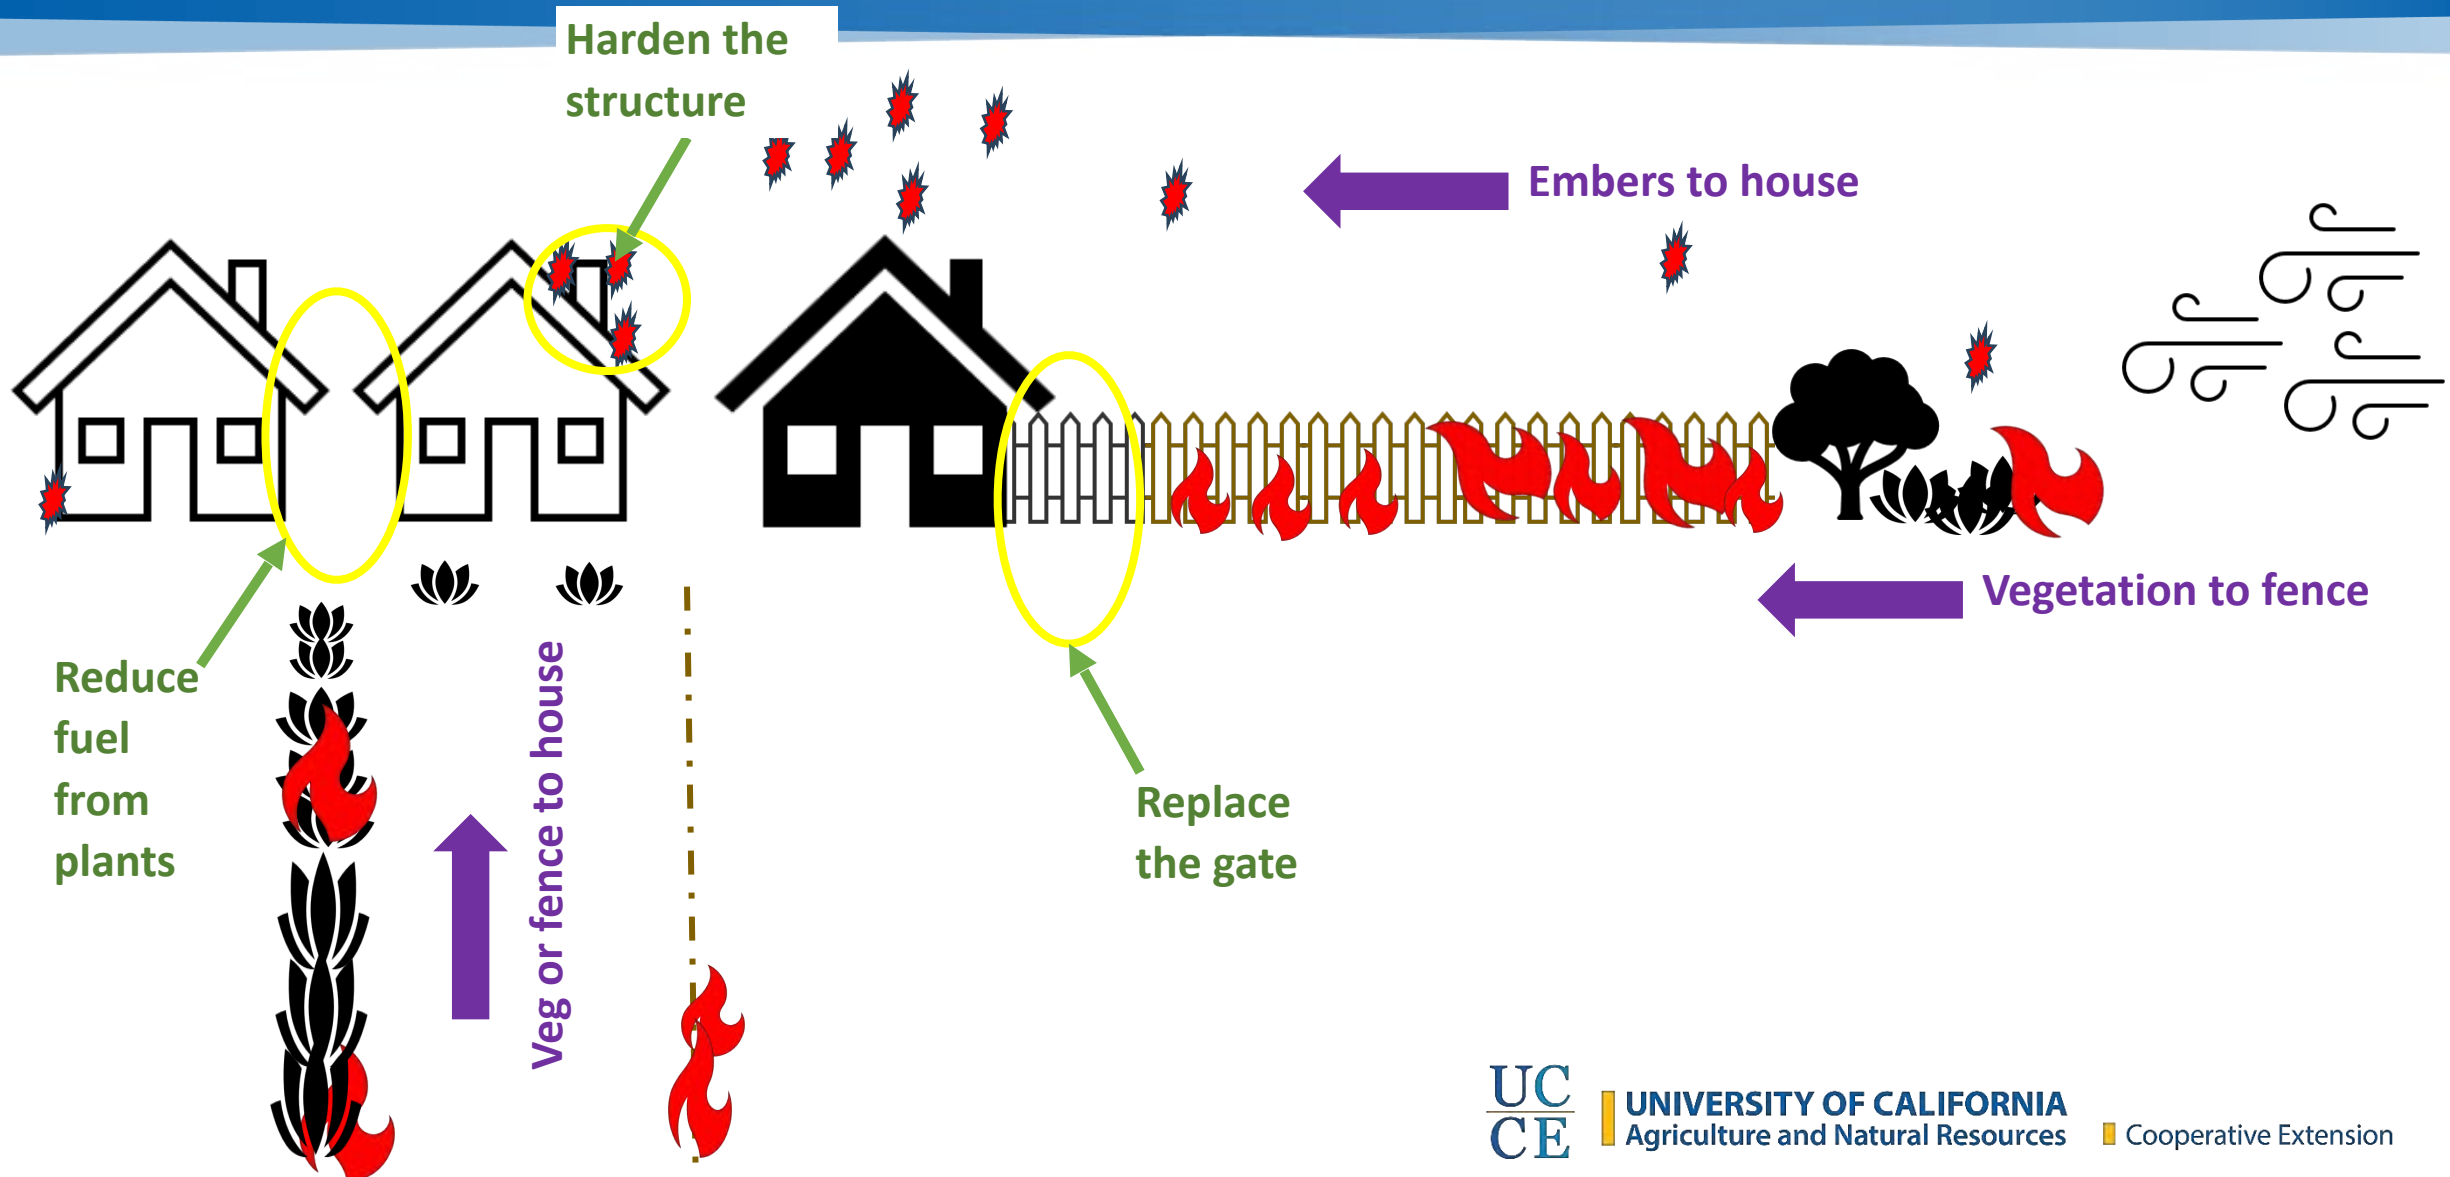 Harden the
structure
Embers to house
Vegetation to fence
Reduce
fuel
from
plants
Veg or fence to house
Replace
the gate
UC
CE
UNIVERSITY OF CALIFORNIA
Agriculture and Natural Resources
Cooperative Extension